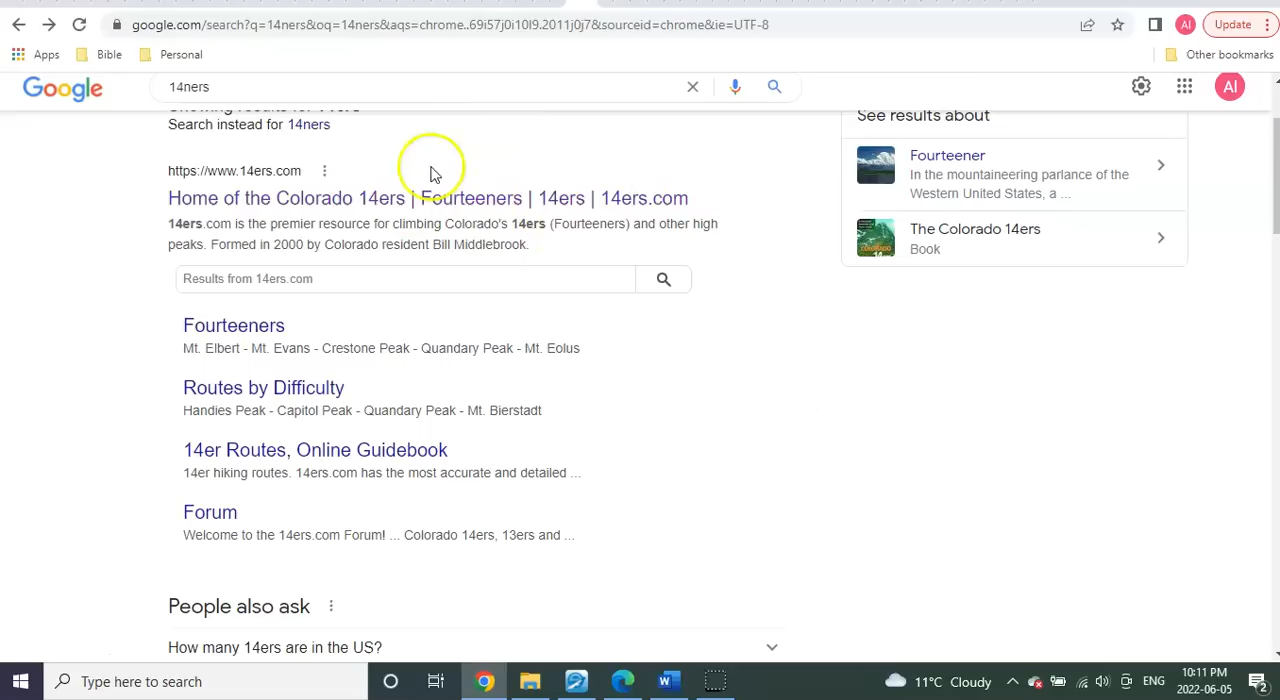 google.com/search?q=14ners&oq=14ners&aqs=chrome..69i57j0i10l9.2011j0j7&sourceid=chrome&ie=UTF-8
AI
Update
Apps
Bible
Personal
Other bookmarks
Google
14ners
AI
Search instead for 14ners
See results about
https://www.14ers.com
Home of the Colorado 14ers | Fourteeners | 14ers | 14ers.com
14ers.com is the premier resource for climbing Colorado's 14ers (Fourteeners) and other high
peaks. Formed in 2000 by Colorado resident Bill Middlebrook.
Fourteener
In the mountaineering parlance of the
Western United States, a ...
The Colorado 14ers
Book
Results from 14ers.com
Fourteeners
Mt. Elbert - Mt. Evans - Crestone Peak - Quandary Peak - Mt. Eolus
Routes by Difficulty
Handies Peak - Capitol Peak - Quandary Peak - Mt. Bierstadt
14er Routes, Online Guidebook
14er hiking routes. 14ers.com has the most accurate and detailed ...
Forum
Welcome to the 14ers.com Forum! ... Colorado 14ers, 13ers and ...
People also ask
How many 14ers are in the US?
Type here to search
11°C Cloudy
ENG
10:11 PM
2022-06-05
2